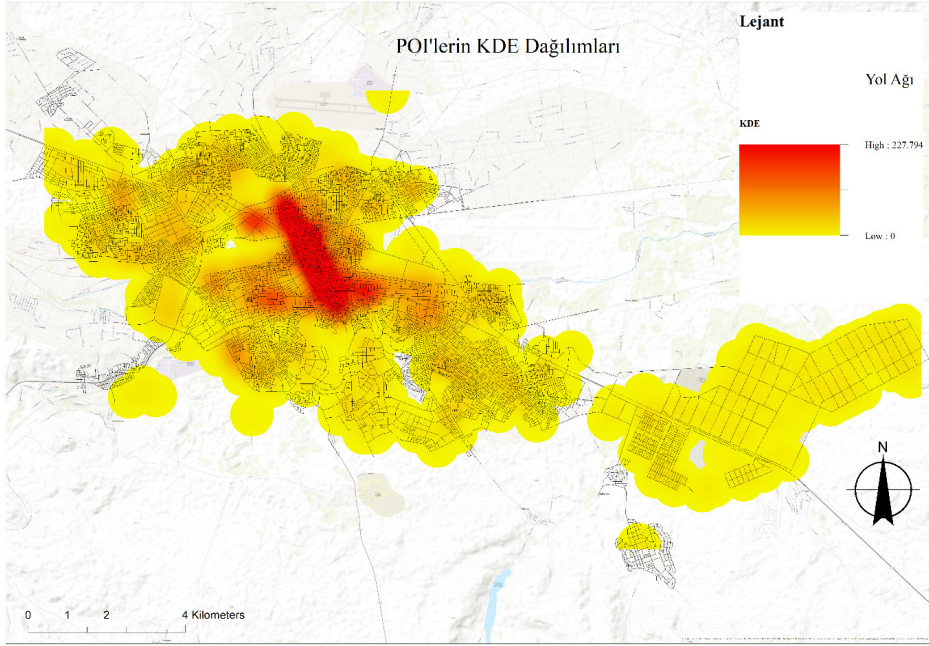 POI'lerin KDE Dağılımları
Lejant
Yol Ağı
KDE
High : 227.794
Low : 0
N
0 1 2 4 Kilometers